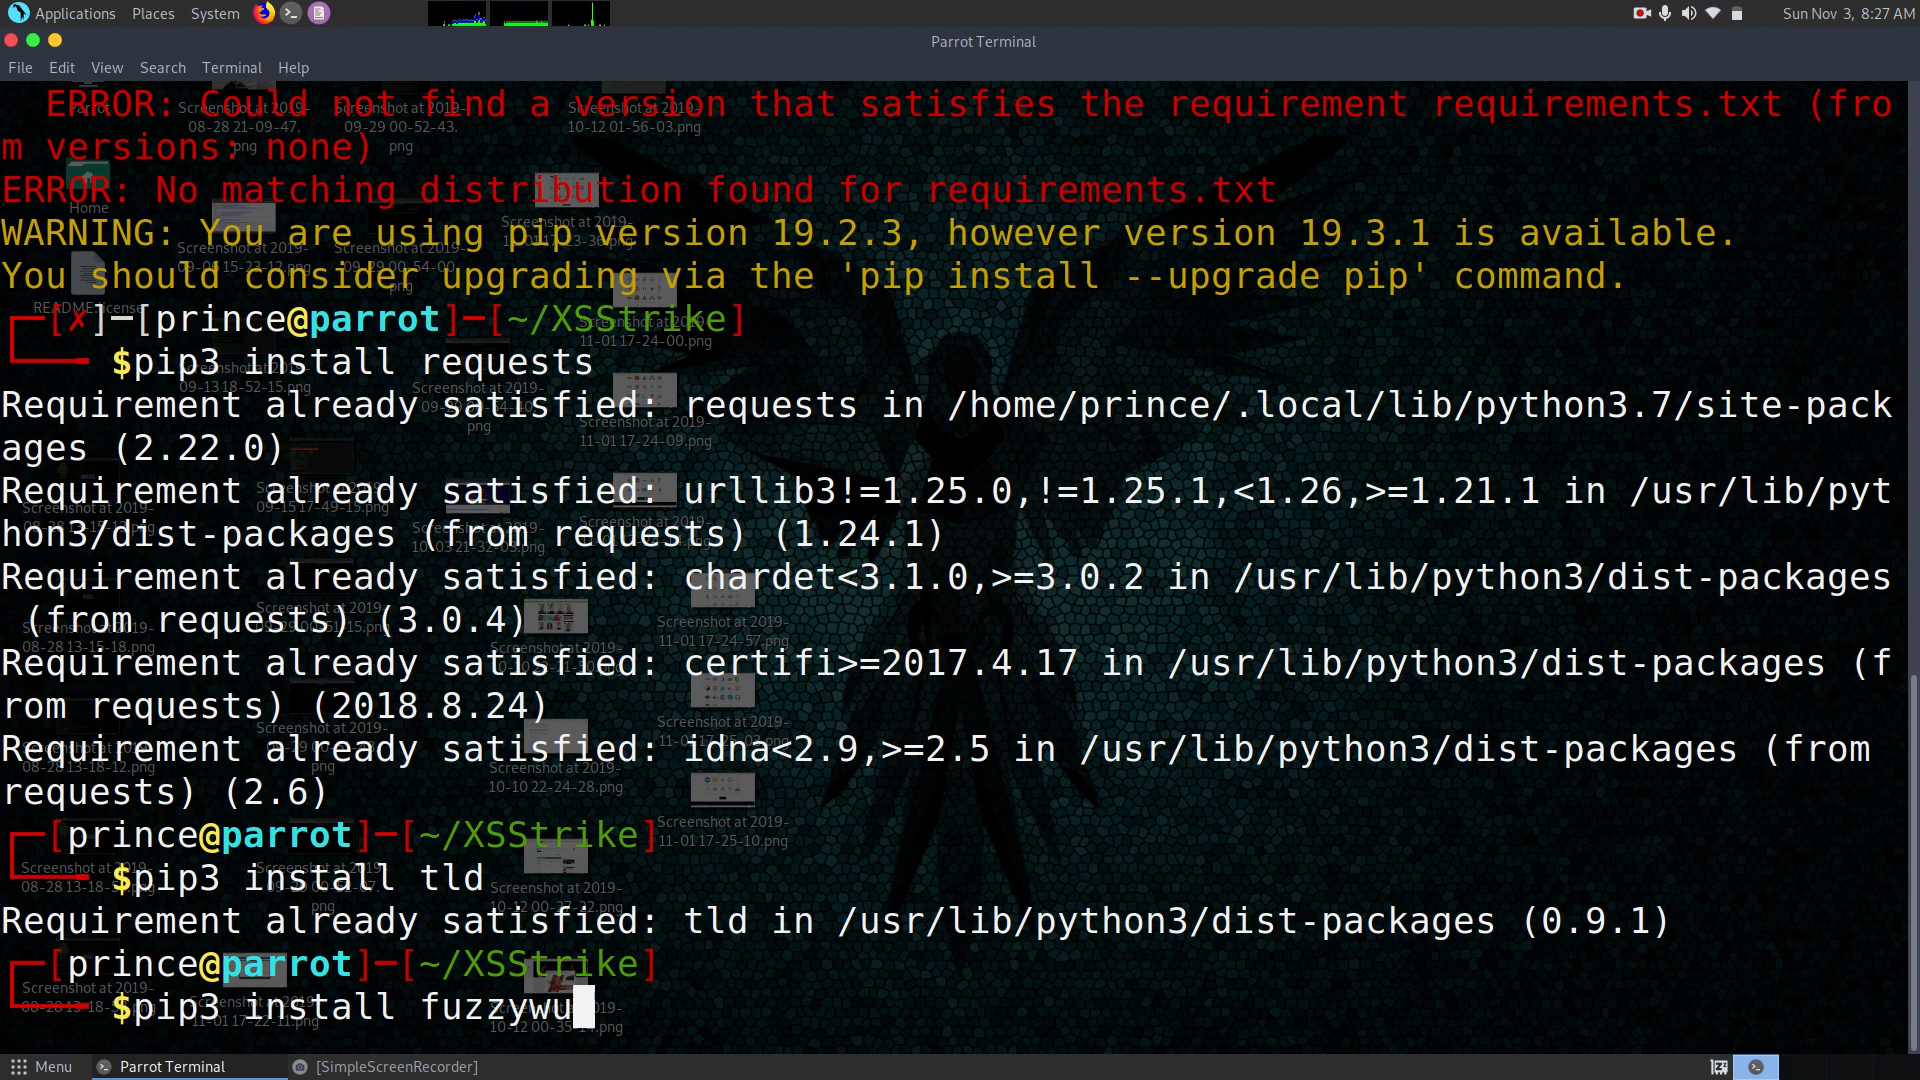 Applications Places System Sun Nov 3, 8:27 AM
Parrot Terminal
File Edit View Search Terminal Help
ERROR: Could not find a version that satisfies the requirement requirements.txt (fro
m versions: none)
ERROR: No matching distribution found for requirements.txt
WARNING: You are using pip version 19.2.3, however version 19.3.1 is available.
You should consider upgrading via the 'pip install --upgrade pip' command.
┌─[✗]─[prince@parrot]─[~/XSStrike]
└──╼ $pip3 install requests
Requirement already satisfied: requests in /home/prince/.local/lib/python3.7/site-pack
ages (2.22.0)
Requirement already satisfied: urllib3!=1.25.0,!=1.25.1,<1.26,>=1.21.1 in /usr/lib/pyt
hon3/dist-packages (from requests) (1.24.1)
Requirement already satisfied: chardet<3.1.0,>=3.0.2 in /usr/lib/python3/dist-packages
(from requests) (3.0.4)
Requirement already satisfied: certifi>=2017.4.17 in /usr/lib/python3/dist-packages (f
rom requests) (2018.8.24)
Requirement already satisfied: idna<2.9,>=2.5 in /usr/lib/python3/dist-packages (from
requests) (2.6)
┌─[prince@parrot]─[~/XSStrike]
└──╼ $pip3 install tld
Requirement already satisfied: tld in /usr/lib/python3/dist-packages (0.9.1)
┌─[prince@parrot]─[~/XSStrike]
└──╼ $pip3 install fuzzywu
Menu Parrot Terminal [SimpleScreenRecorder]